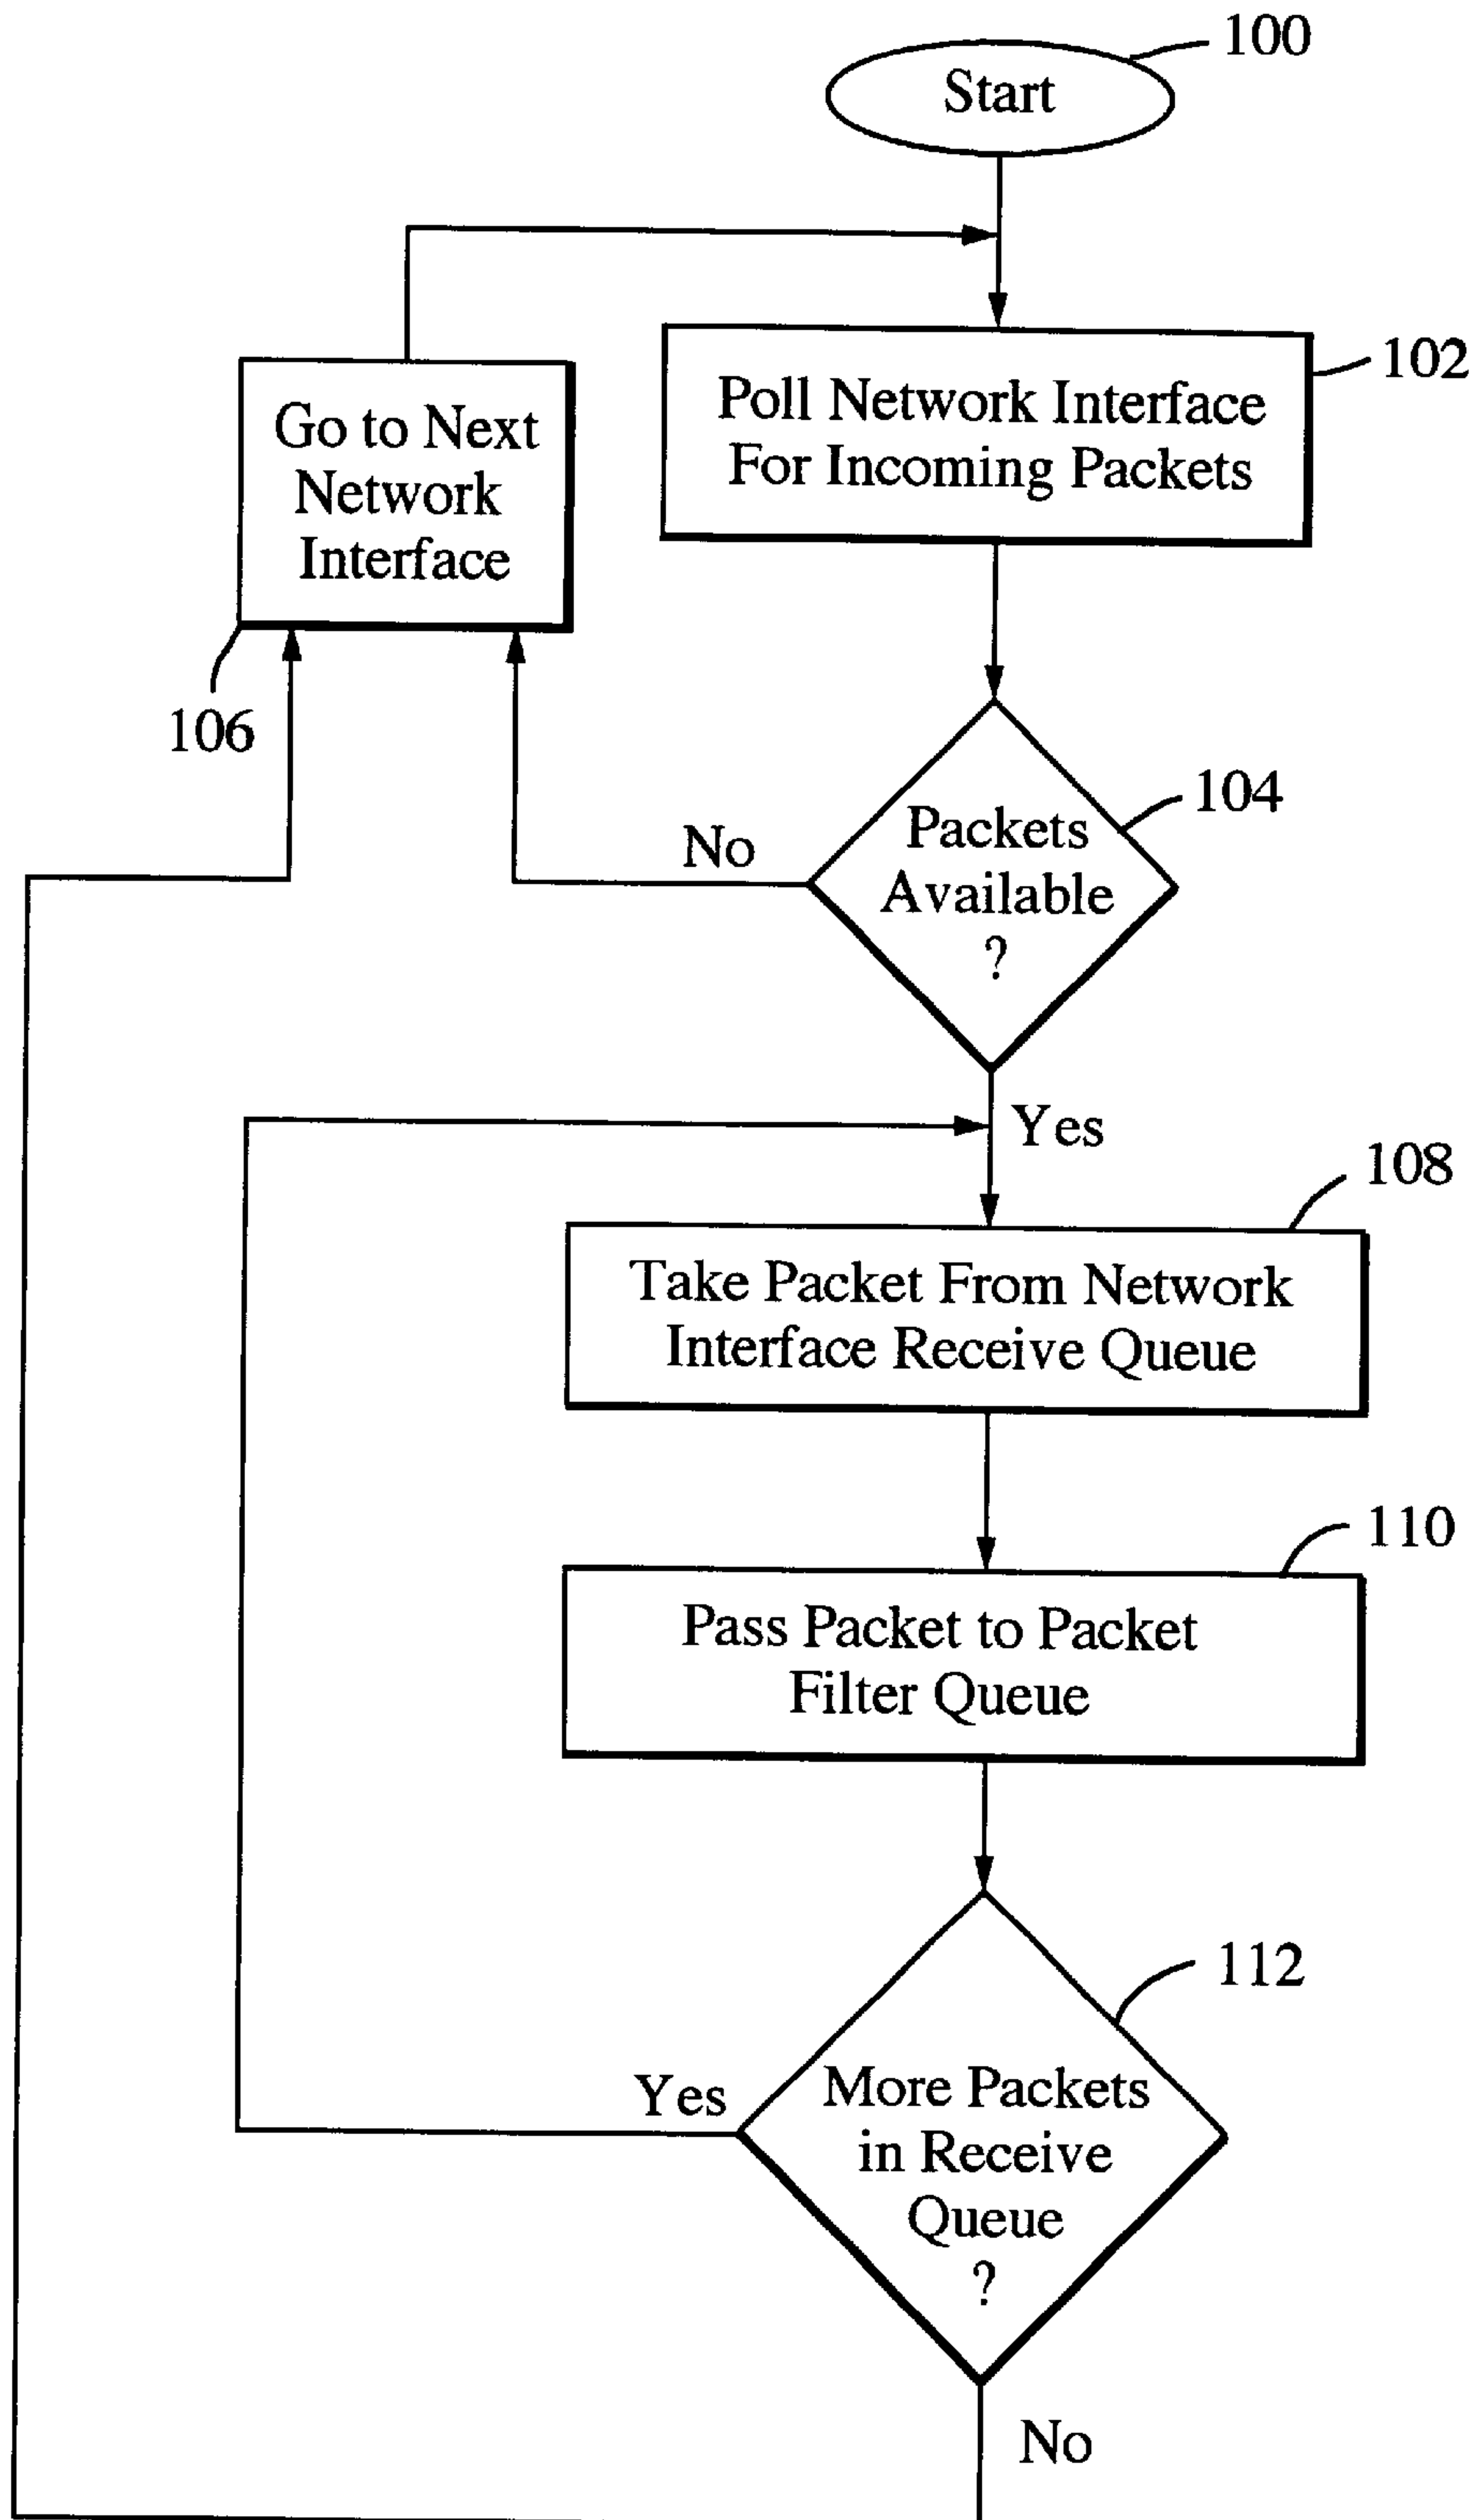 100
Start
102
Poll Network Interface
For Incoming Packets
Go to Next
Network
Interface
106
104
Packets
Available
?
No
Yes
108
Take Packet From Network
Interface Receive Queue
110
Pass Packet to Packet
Filter Queue
112
More Packets
in Receive
Queue
?
Yes
No